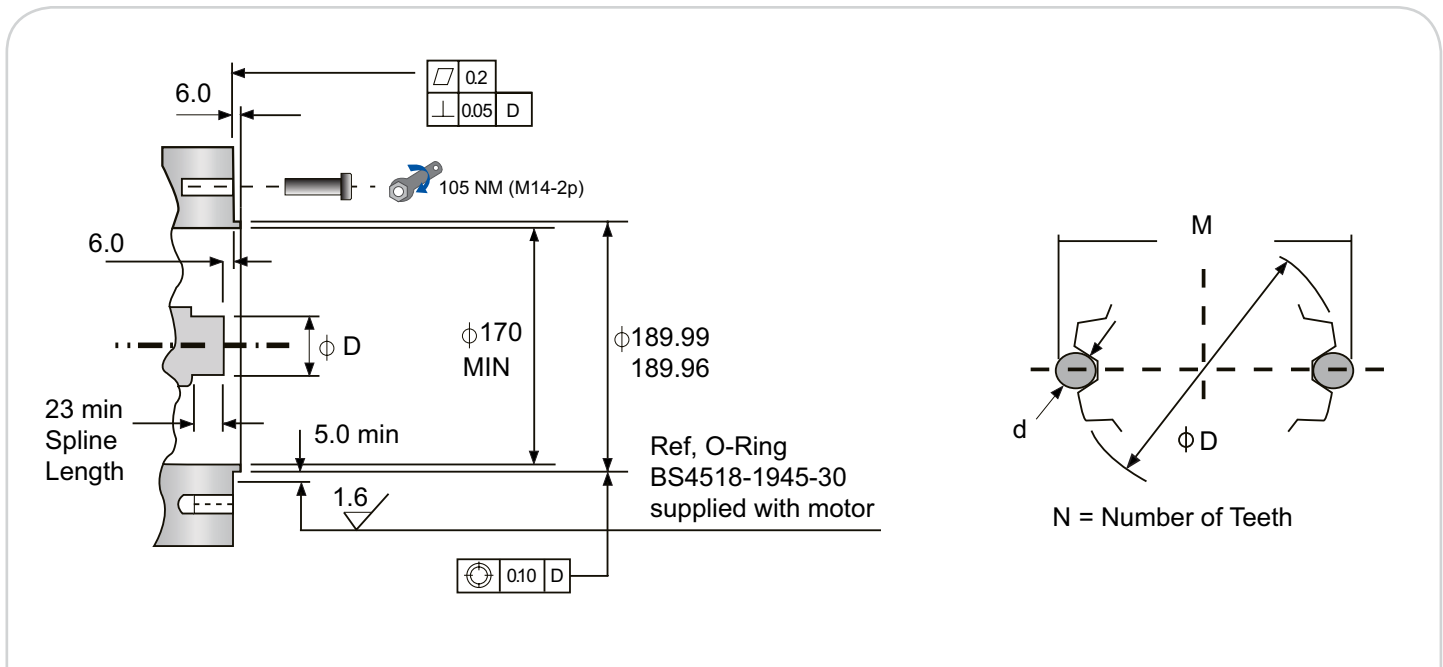 6.0
⏥ 0.2
⊥ 0.05 D
105 NM (M14-2p)
6.0
ϕ D
ϕ170
MIN
ϕ189.99
189.96
23 min
Spline
Length
5.0 min
1.6
Ref, O-Ring
BS4518-1945-30
supplied with motor
0.10 D
M
d
ϕ D
N = Number of Teeth